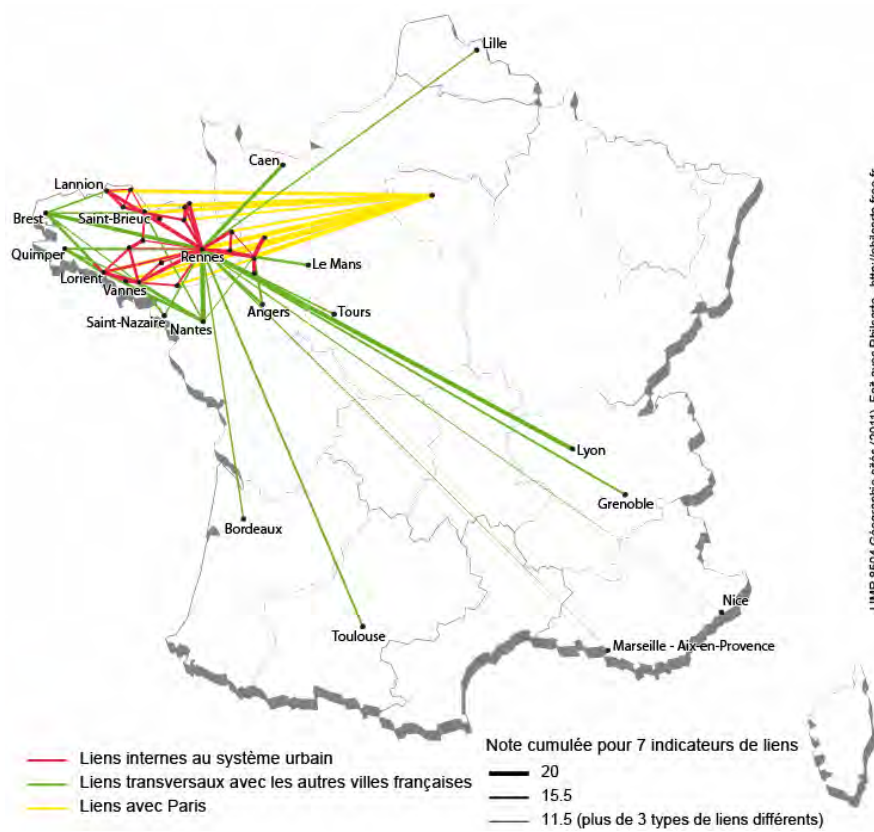 Lille
Caen
Lannion
Brest
Saint-Brieuc
Quimper
Rennes
Le Mans
Lorient
Vannes
Saint-Nazaire
Nantes
Angers
Tours
Lyon
Grenoble
Bordeaux
Nice
Toulouse
Marseille - Aix-en-Provence
Liens internes au système urbain
Liens transversaux avec les autres villes françaises
Liens avec Paris
Note cumulée pour 7 indicateurs de liens
20
15.5
11.5 (plus de 3 types de liens différents)